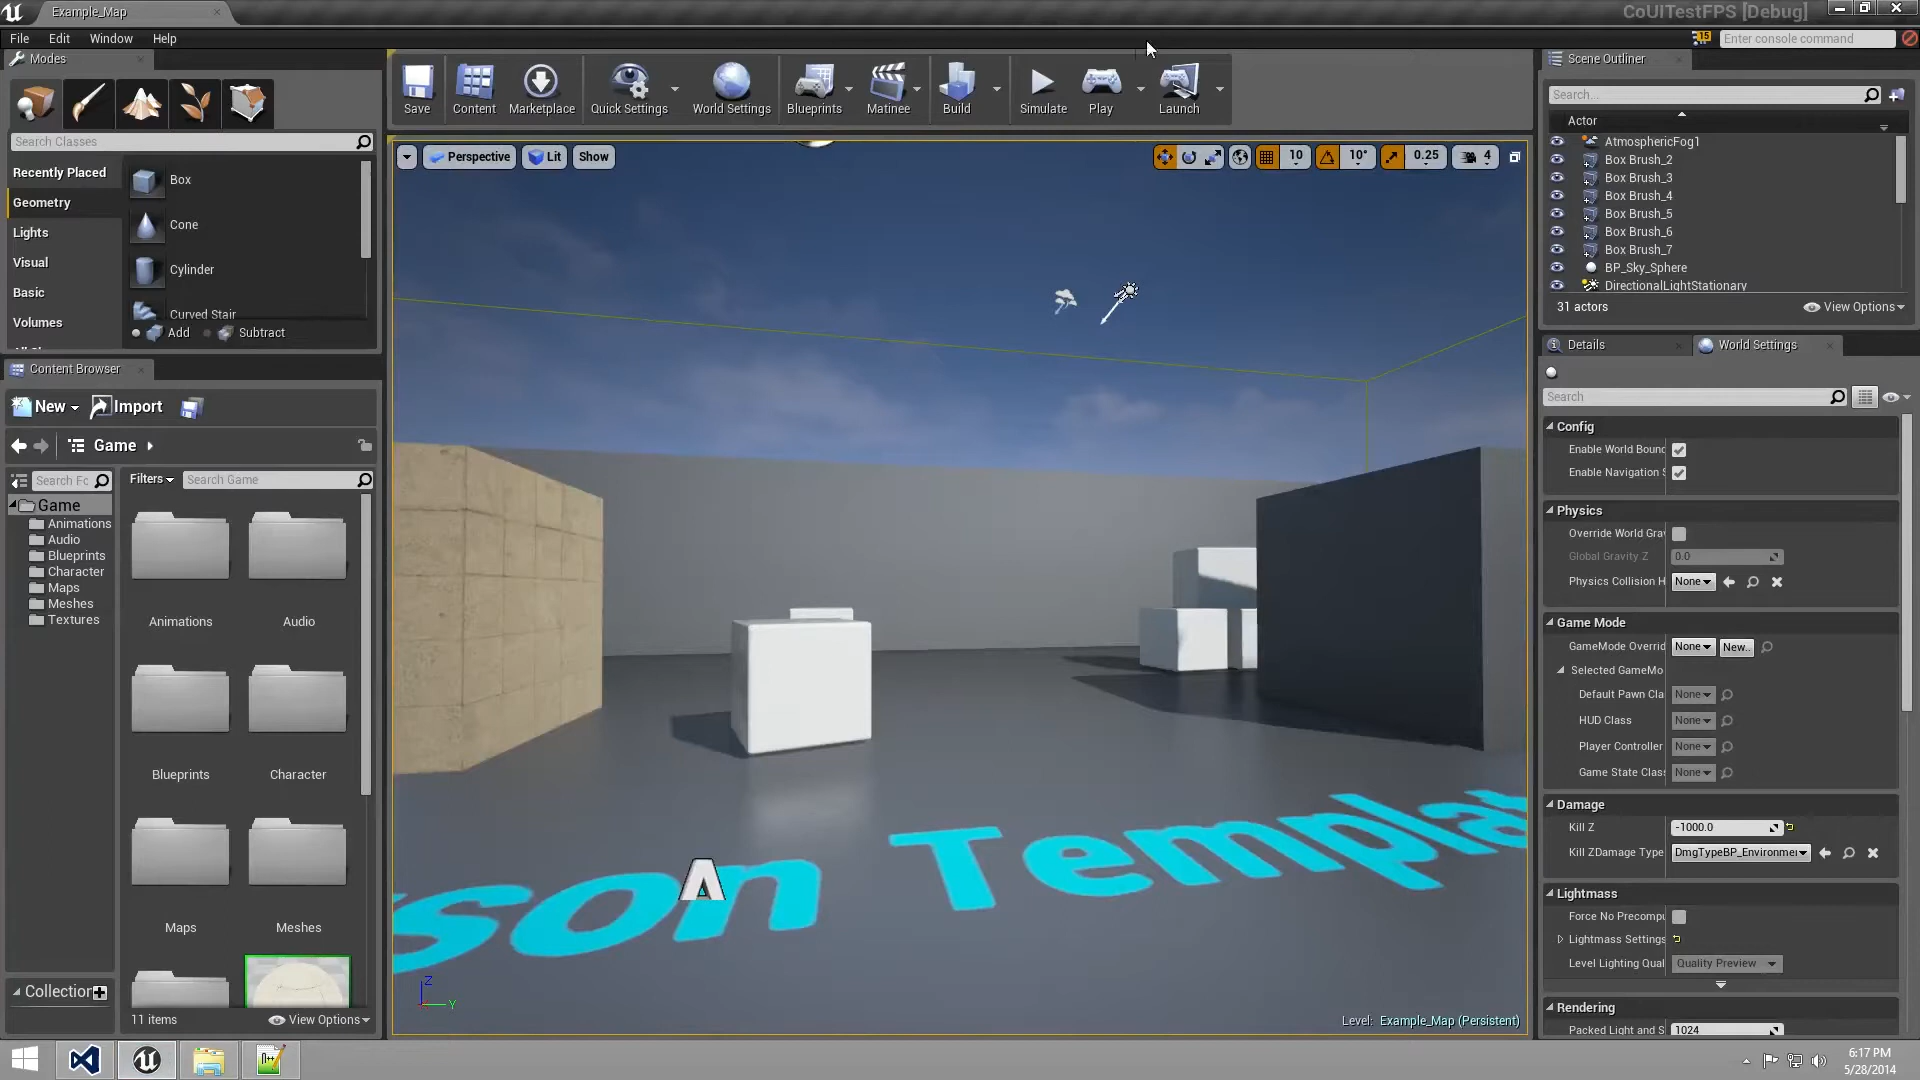 Example_Map
CoUITestFPS [Debug]
File Edit Window Help
15
Enter console command
Modes
Search Classes
Recently Placed
Geometry
Lights
Visual
Basic
Volumes
Box
Cone
Cylinder
Curved Stair
Add Subtract
Save
Content
Marketplace
Quick Settings
World Settings
Blueprints
Matinee
Build
Simulate
Play
Launch
Perspective Lit Show
10 10° 0.25 4
son Templa
Z
Y
Level: Example_Map (Persistent)
Content Browser
New Import
Game
Filters Search Game
Game
Animations
Audio
Blueprints
Character
Maps
Meshes
Textures
Animations Audio
Blueprints Character
Maps Meshes
Collection
11 items View Options
Scene Outliner
Search...
Actor
AtmosphericFog1
Box Brush_2
Box Brush_3
Box Brush_4
Box Brush_5
Box Brush_6
Box Brush_7
BP_Sky_Sphere
DirectionalLightStationary
31 actors View Options
Details World Settings
Search
Config
Enable World Bounc
Enable Navigation S
Physics
Override World Grav
Global Gravity Z 0.0
Physics Collision H None
Game Mode
GameMode Overrid None New..
Selected GameMo
Default Pawn Cla None
HUD Class None
Player Controller None
Game State Clas None
Damage
Kill Z -1000.0
Kill ZDamage Type DmgTypeBP_Environmen
Lightmass
Force No Precompu
Lightmass Settings
Level Lighting Qual Quality Preview
Rendering
Packed Light and S 1024
6:17 PM
5/28/2014